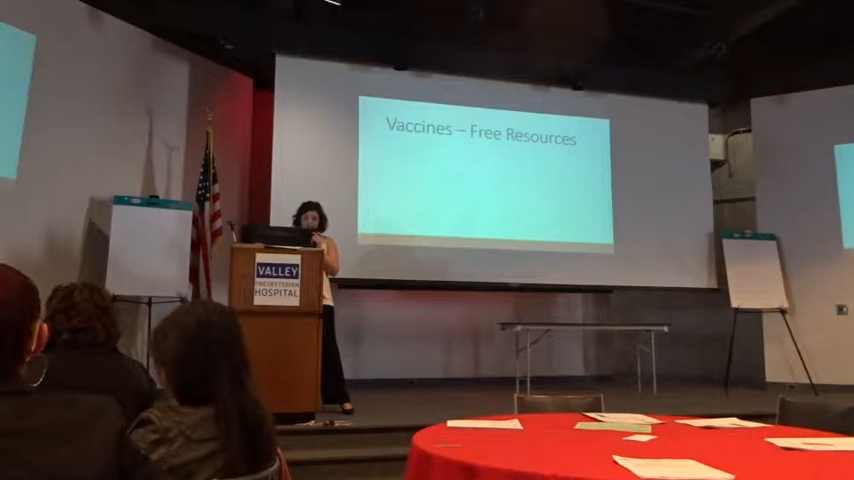 Vaccines – Free Resources
VALLEY
PRESBYTERIAN
HOSPITAL